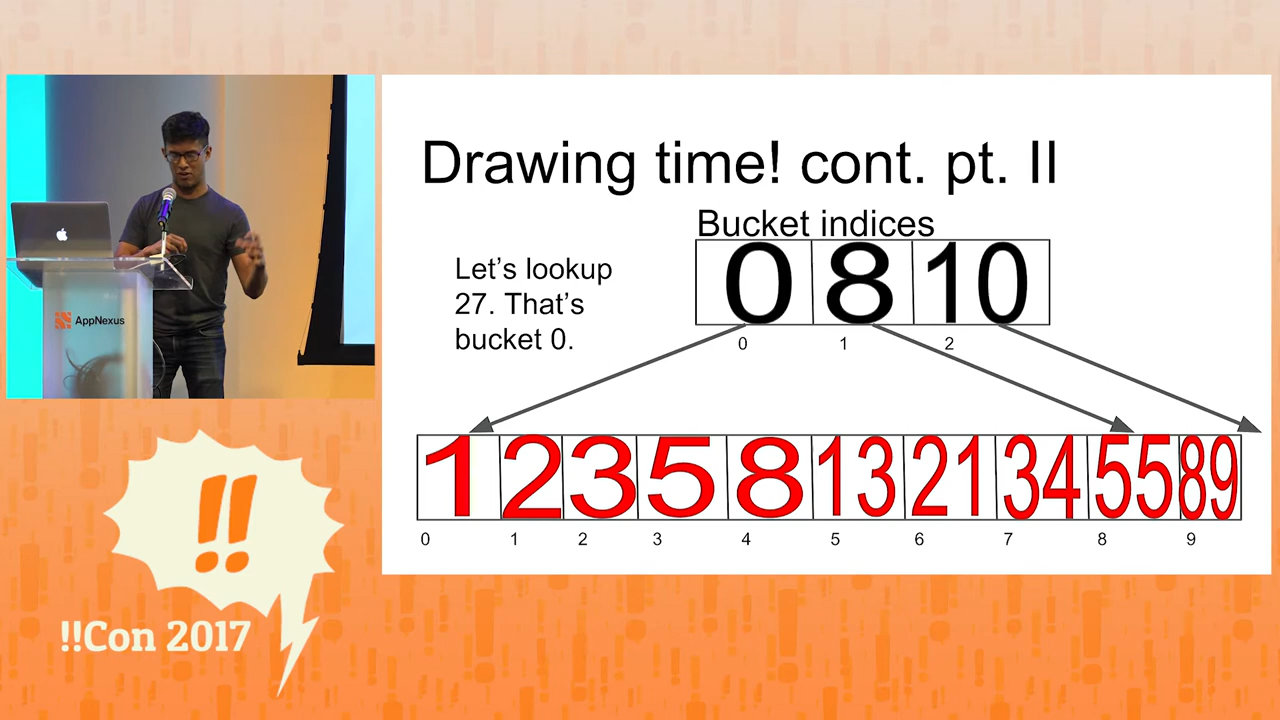 Drawing time! cont. pt. II
Bucket indices
Let's lookup
27. That's
bucket 0.
0 8 10
0 1 2
1 2 3 5 8 13 21 34 55 89
0 1 2 3 4 5 6 7 8 9
AppNexus
!!
!!Con 2017